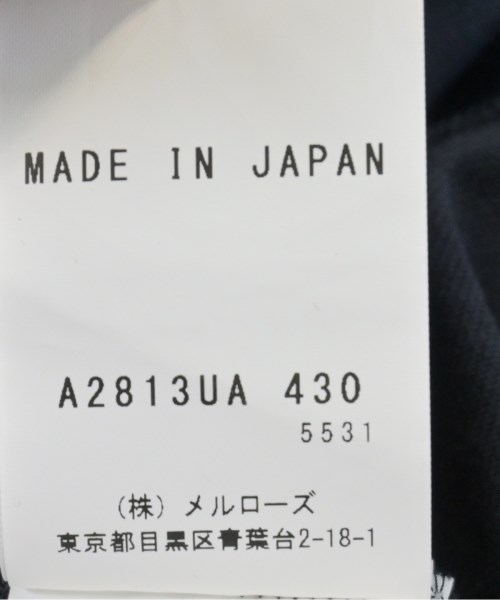 MADE IN JAPAN
A2813UA 430
5531
(株) メルローズ
東京都目黒区青葉台2-18-1